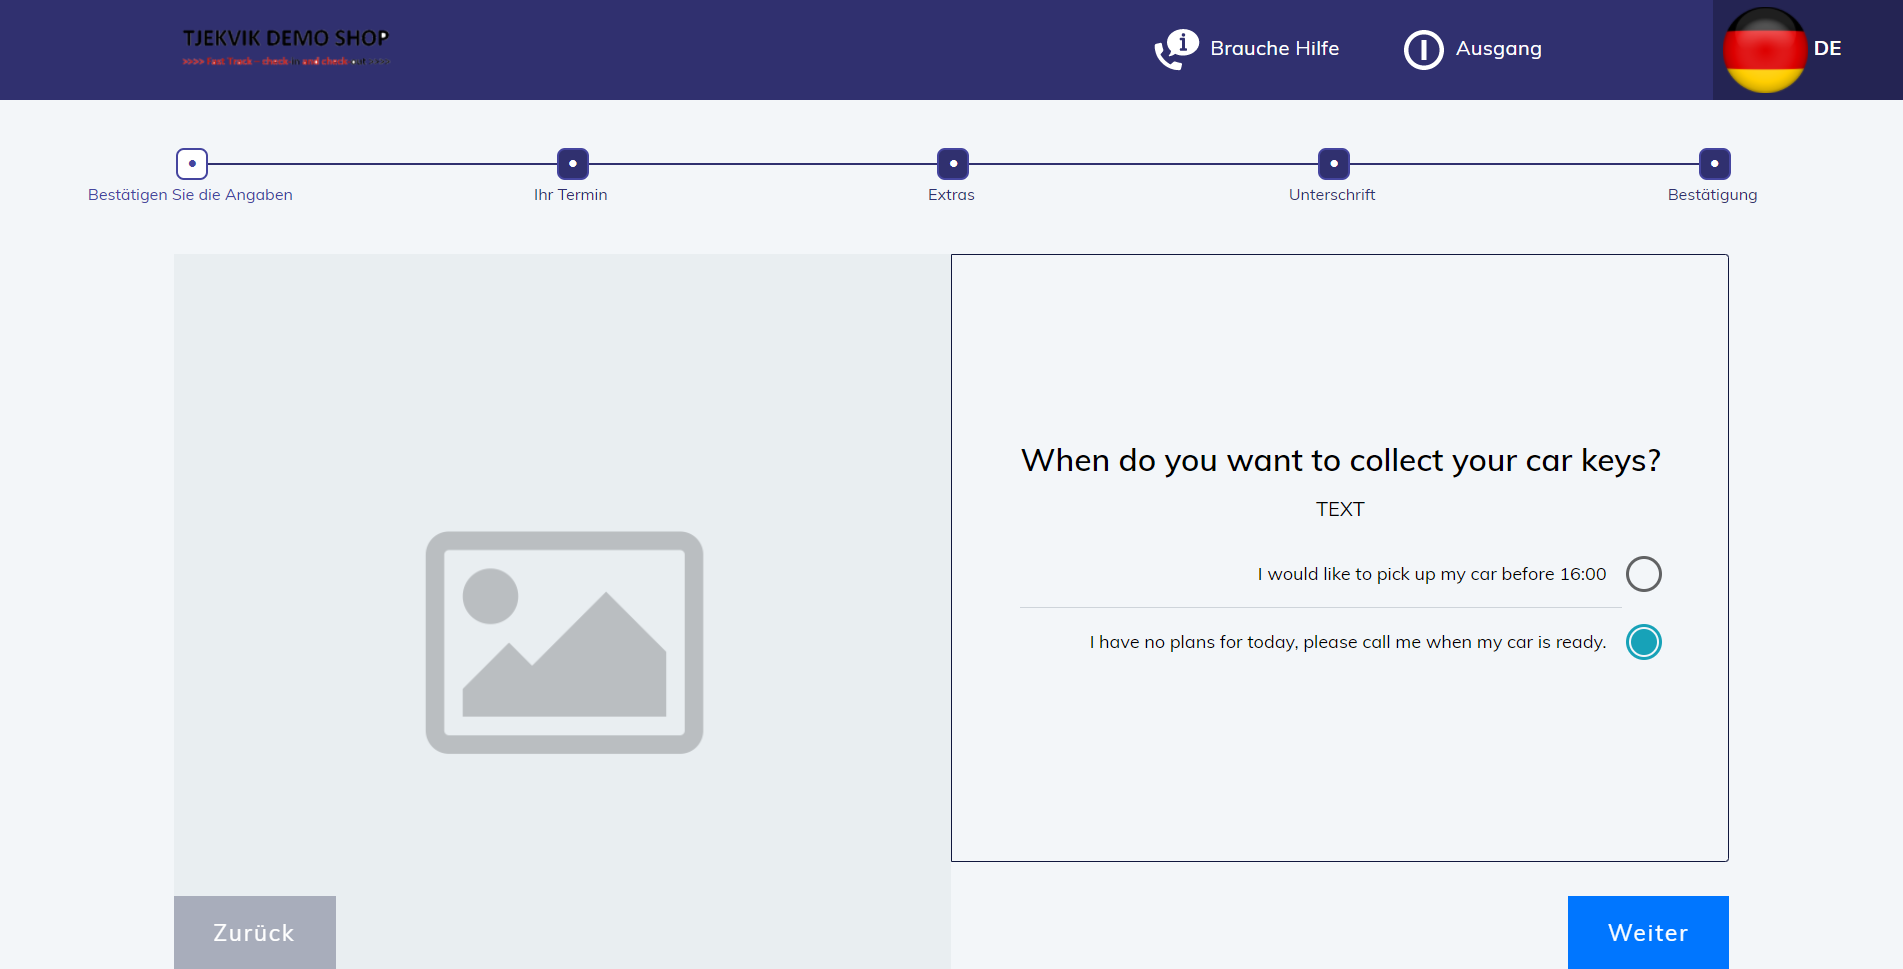 TJEKVIK DEMO SHOP
>>>> Fast Track - check in and check
Brauche Hilfe
Ausgang
DE
Bestätigen Sie die Angaben
Ihr Termin
Extras
Unterschrift
Bestätigung
When do you want to collect your car keys?
TEXT
I would like to pick up my car before 16:00
I have no plans for today, please call me when my car is ready.
Zurück
Weiter